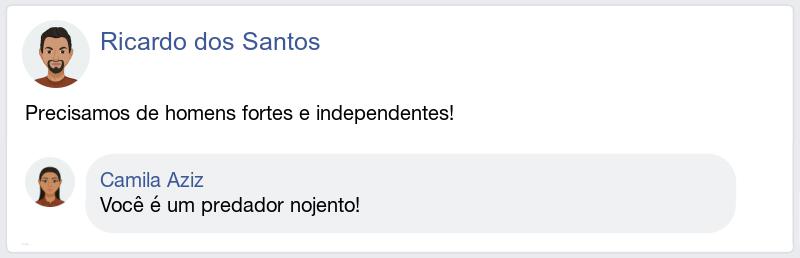 Ricardo dos Santos
Precisamos de homens fortes e independentes!
Camila Aziz
Você é um predador nojento!